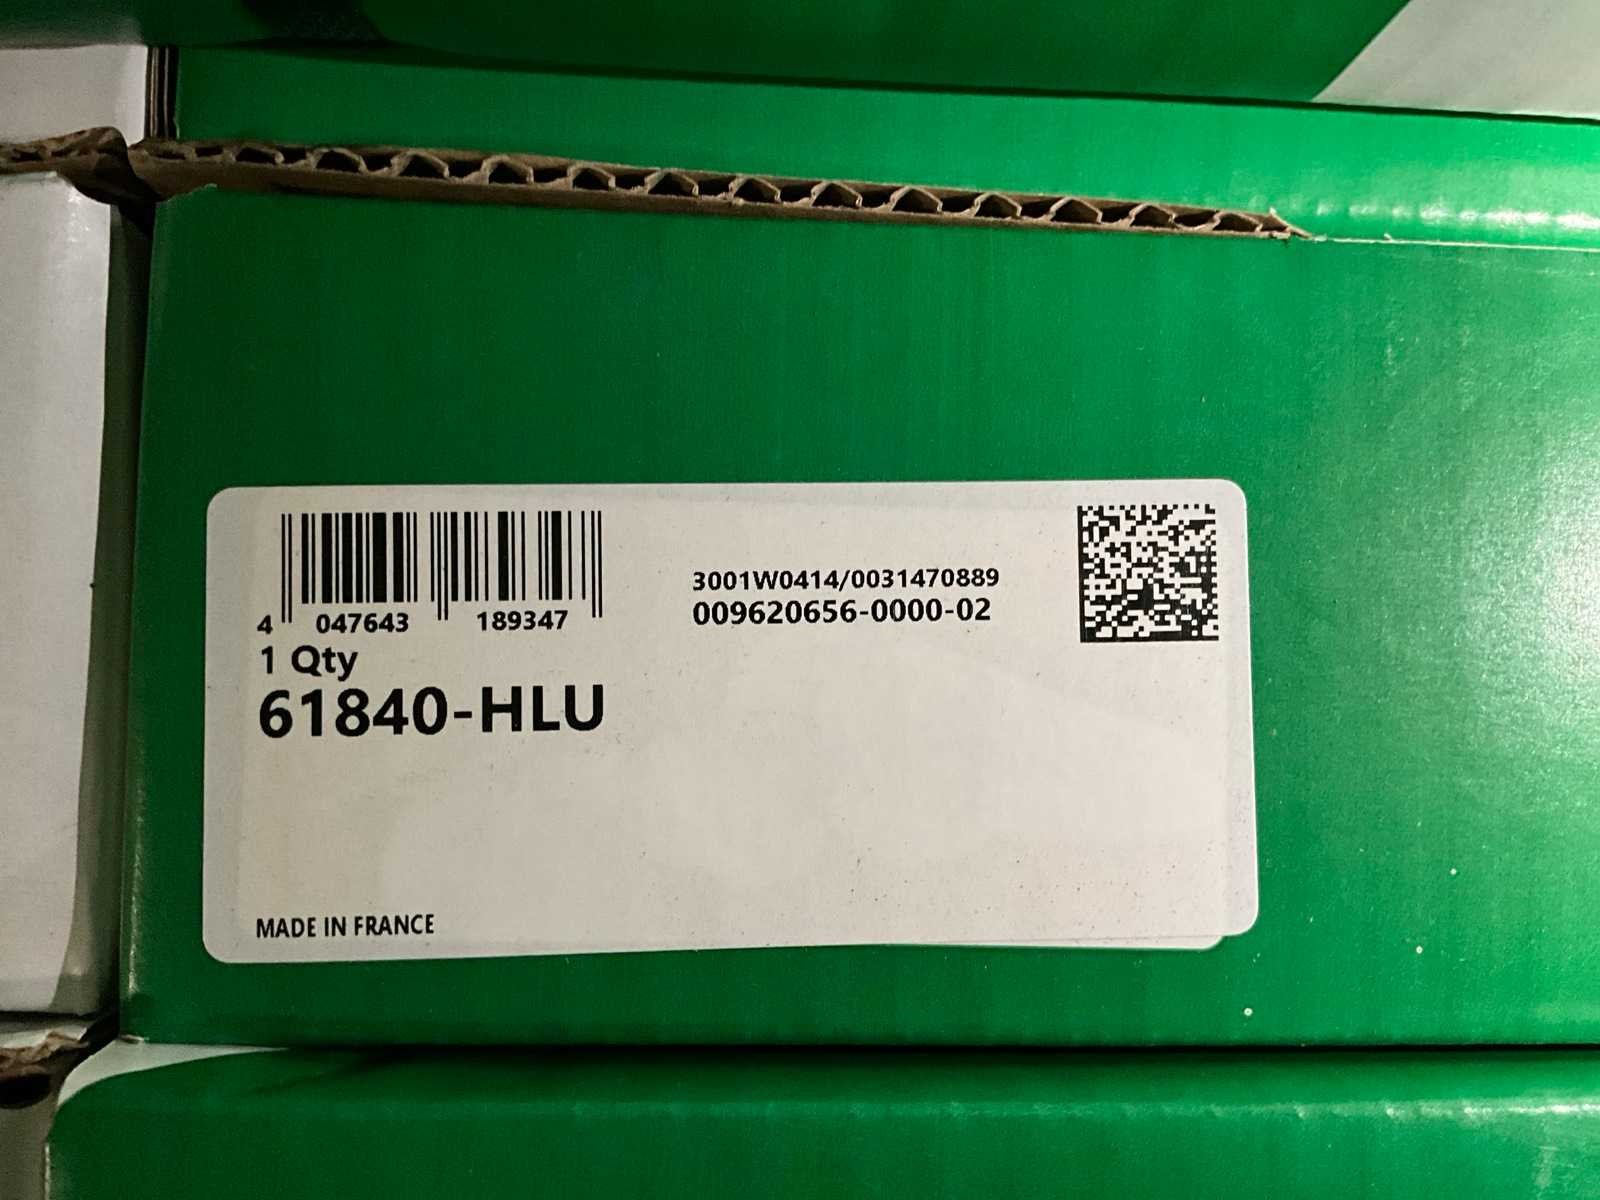 4 047643 189347
3001W0414/0031470889
009620656-0000-02
1 Qty
61840-HLU
MADE IN FRANCE